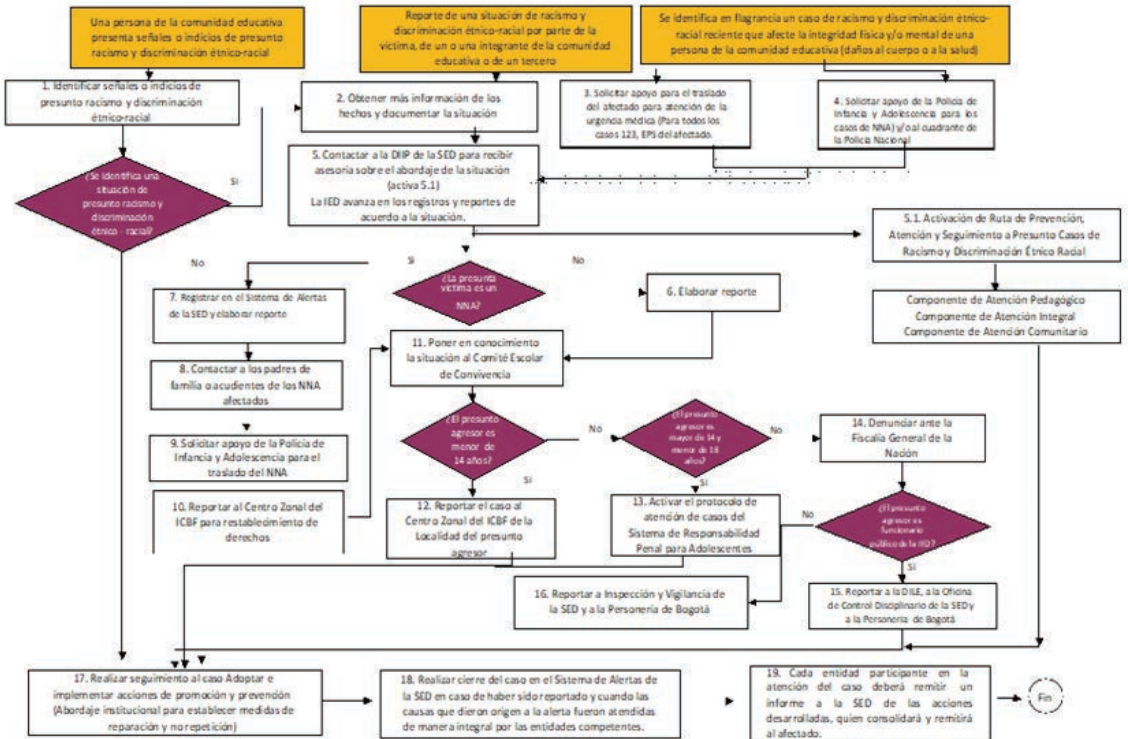 Una persona de la comunidad educativa
presenta señales o indicios de presunto
racismo y discriminación étnico-racial
Reporte de una situación de racismo y
discriminación étnico-racial por parte de la
víctima, de un o una integrante de la comunidad
educativa o de un tercero
Se identifica en flagrancia un caso de racismo y discriminación étnico-
racial reciente que afecte la integridad física y/o mental de una
persona de la comunidad educativa (daños al cuerpo o a la salud)
1. Identificar señales o indicios de
presunto racismo y discriminación
étnico-racial
2. Obtener más información de los
hechos y documentar la situación
3. Solicitar apoyo para el traslado
del afectado para atención de la
urgencia médica (Para todos los
casos 123, EPS del afectado.
4. Solicitar apoyo de la Policía de
Infancia y Adolescencia para los
casos de NNA) y/o al cuadrante de
la Policía Nacional
¿Se identifica una
situación de
presunto racismo y
discriminación
étnico - racial?
Si
5. Contactar a la DIIP de la SED para recibir
asesoría sobre el abordaje de la situación
(activa 5.1)
La IED avanza en los registros y reportes de
acuerdo a la situación.
5.1. Activación de Ruta de Prevención,
Atención y Seguimiento a Presunto Casos de
Racismo y Discriminación Étnico Racial
No
Si
No
¿La presunta
víctima es un
NNA?
6. Elaborar reporte
7. Registrar en el Sistema de Alertas
de la SED y elaborar reporte
Componente de Atención Pedagógico
Componente de Atención Integral
Componente de Atención Comunitario
11. Poner en conocimiento
la situación al Comité Escolar
de Convivencia
8. Contactar a los padres de
familia o acudientes de los NNA
afectados
¿El presunto
agresor es
menor de
14 años?
No
¿El presunto
agresor es
mayor de 14 y
menor de 18
años?
No
14. Denunciar ante la
Fiscalía General de la
Nación
9. Solicitar apoyo de la Policía de
Infancia y Adolescencia para el
traslado del NNA
Si
Si
10. Reportar al Centro Zonal del
ICBF para restablecimiento de
derechos
12. Reportar el caso al
Centro Zonal del ICBF de la
Localidad del presunto
agresor
13. Activar el protocolo de
atención de casos del
Sistema de Responsabilidad
Penal para Adolescentes
No
¿El presunto
agresor es
funcionario
público de la IED?
Si
16. Reportar a Inspección y Vigilancia de
la SED y a la Personería de Bogotá
15. Reportar a la DILE, a la Oficina
de Control Disciplinario de la SED y
a la Personería de Bogotá
17. Realizar seguimiento al caso Adoptar e
implementar acciones de promoción y prevención
(Abordaje institucional para establecer medidas de
reparación y no repetición)
18. Realizar cierre del caso en el Sistema de Alertas de
la SED en caso de haber sido reportado y cuando las
causas que dieron origen a la alerta fueron atendidas
de manera integral por las entidades competentes.
19. Cada entidad participante en la
atención del caso deberá remitir un
informe a la SED de las acciones
desarrolladas, quien consolidará y remitirá
al afectado.
Fin